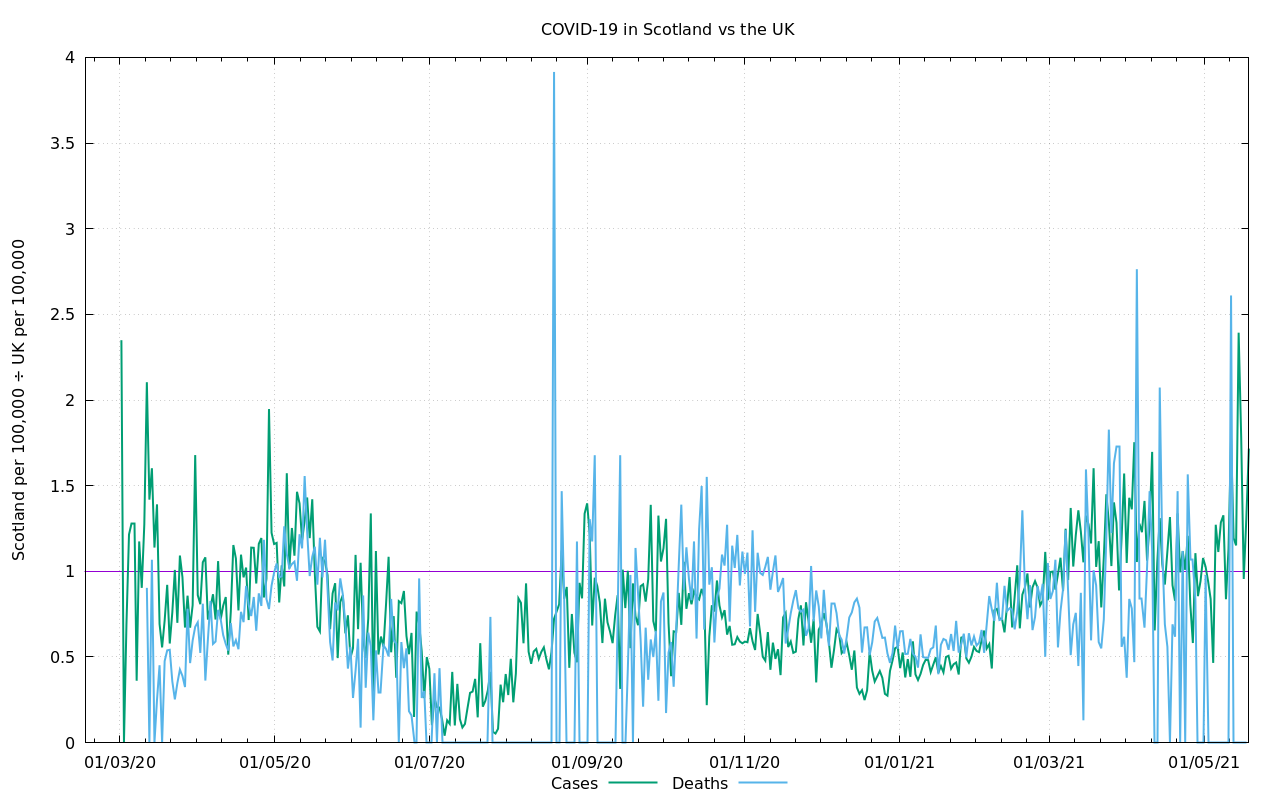 COVID-19 in Scotland vs the UK
Scotland per 100,000 ÷ UK per 100,000
4
3.5
3
2.5
2
1.5
1
0.5
0
01/03/20 01/05/20 01/07/20 01/09/20 01/11/20 01/01/21 01/03/21 01/05/21
Cases Deaths